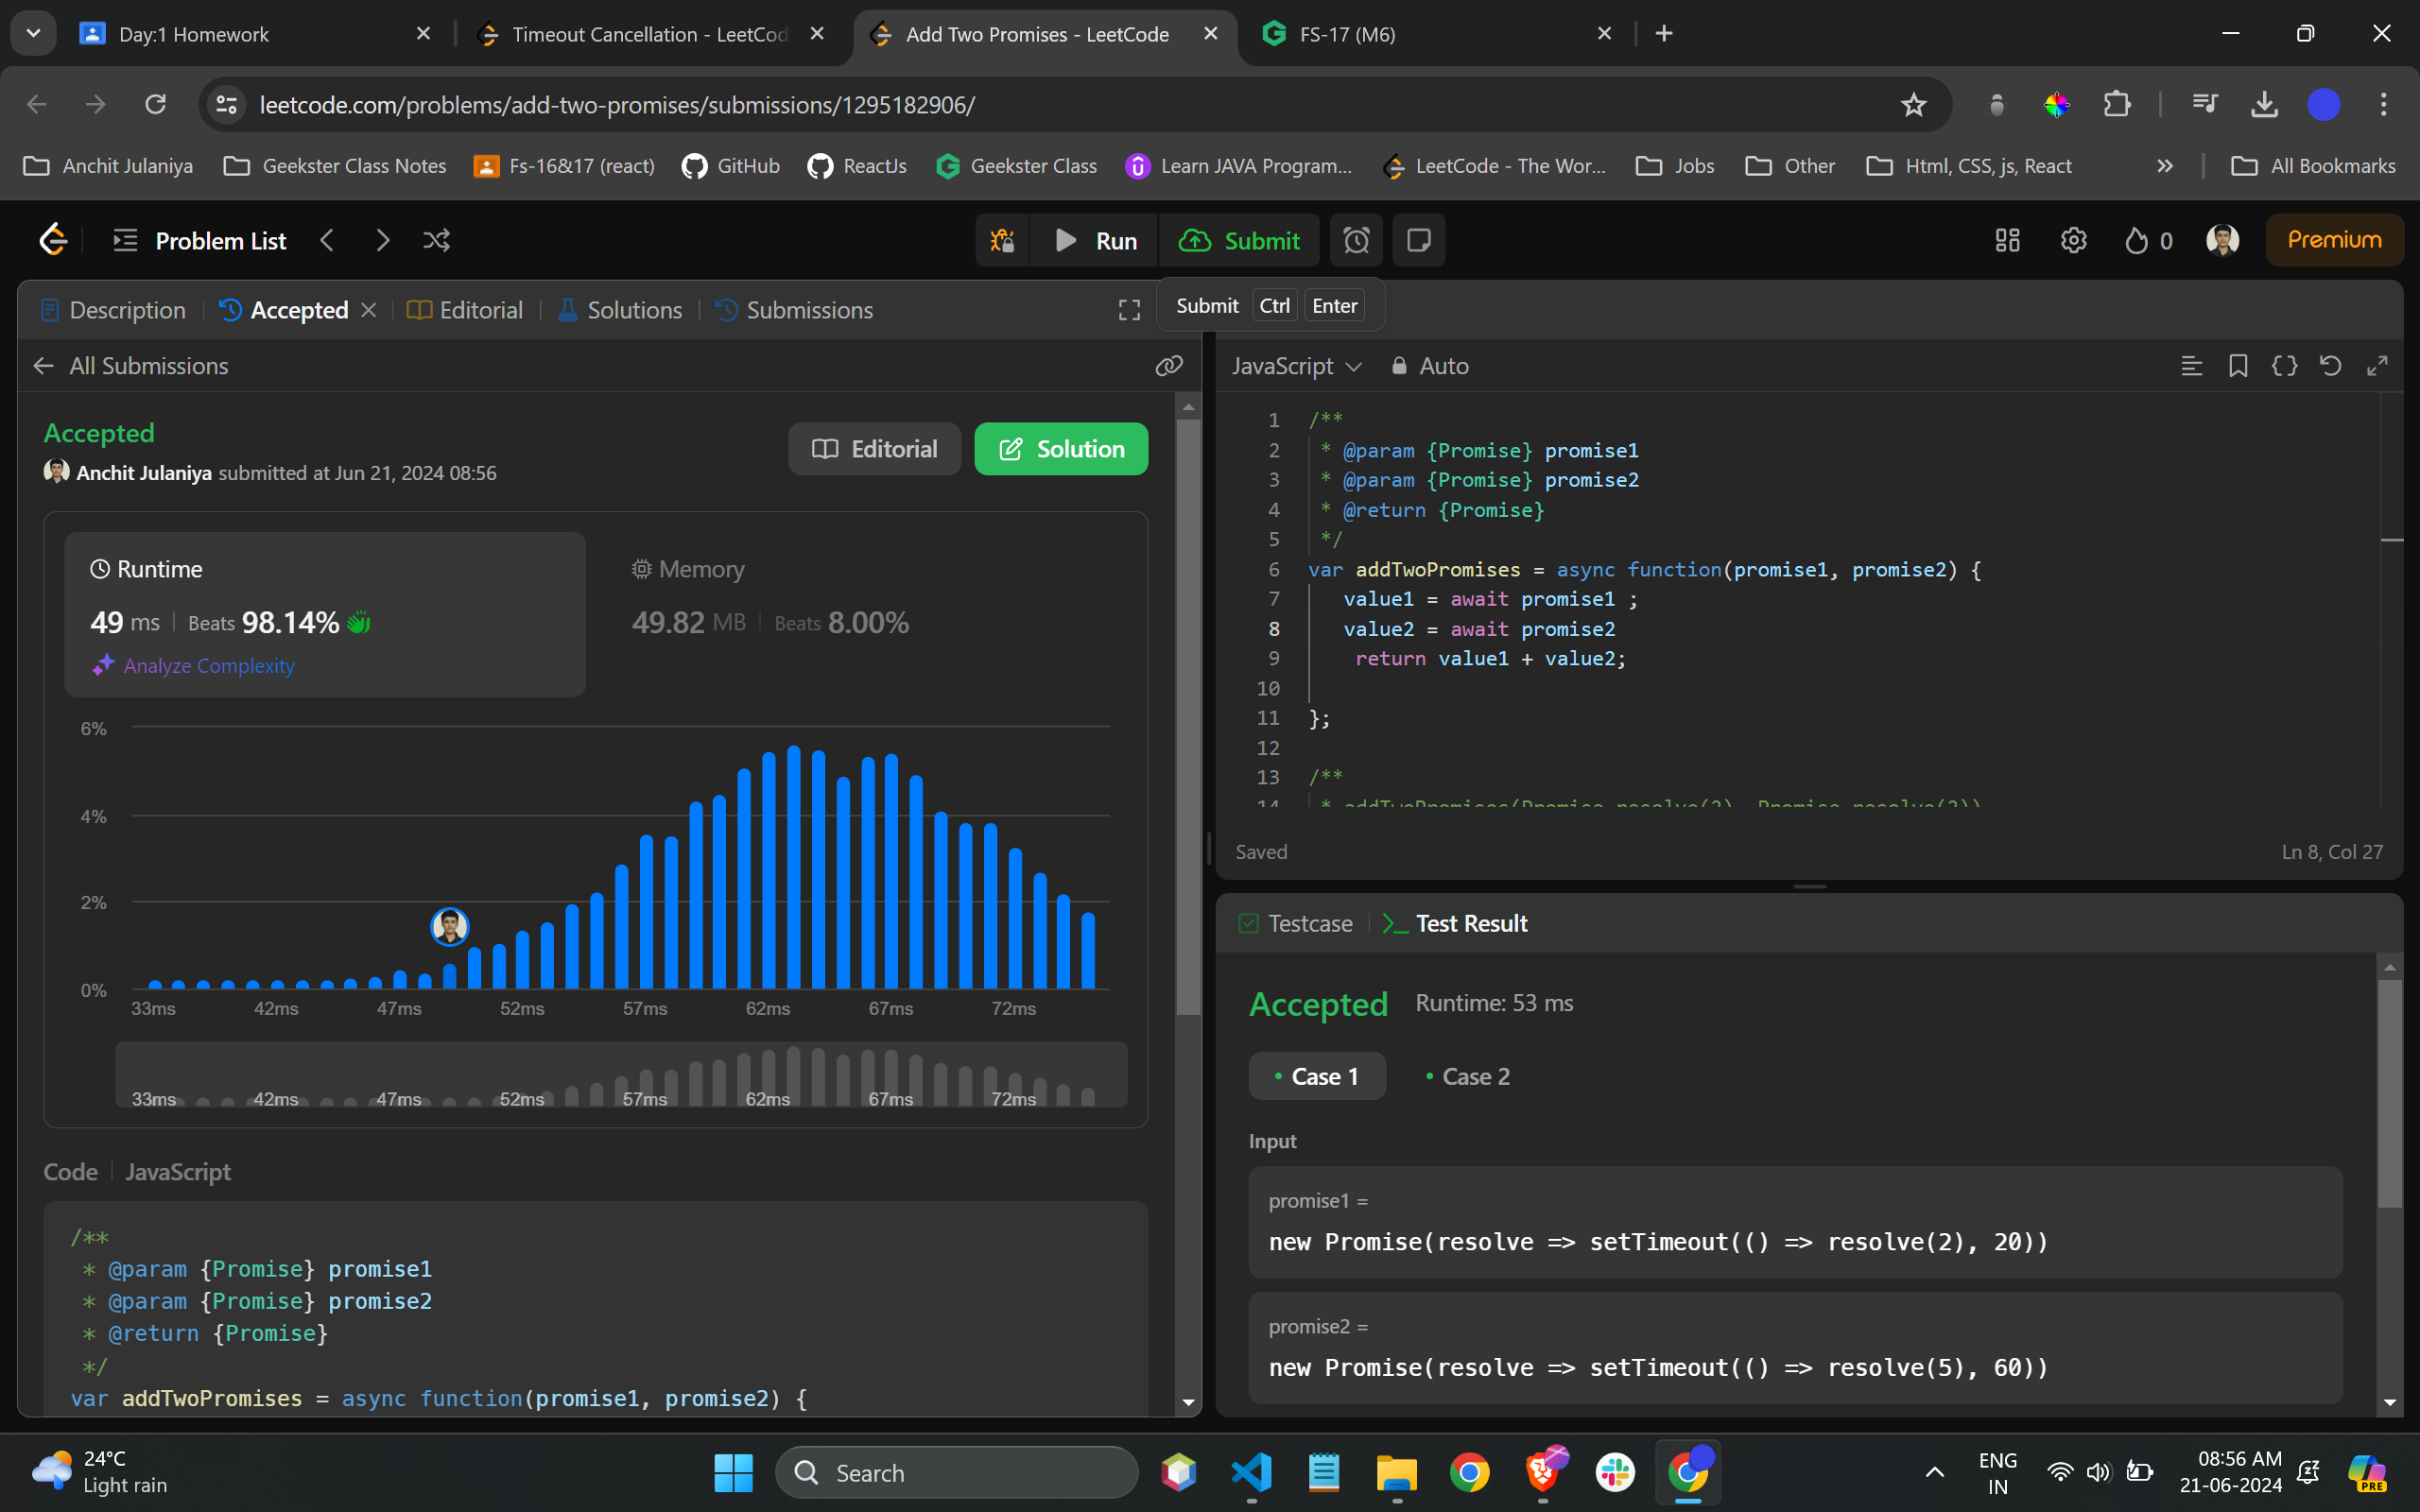 Day:1 Homework
Timeout Cancellation - LeetCod
Add Two Promises - LeetCode
FS-17 (M6)
leetcode.com/problems/add-two-promises/submissions/1295182906/
Anchit Julaniya
Geekster Class Notes
Fs-16&17 (react)
GitHub
ReactJs
Geekster Class
Learn JAVA Program...
LeetCode - The Wor...
Jobs
Other
Html, CSS, js, React
All Bookmarks
Problem List
Run
Submit
0
Premium
Description
Accepted
Editorial
Solutions
Submissions
Submit Ctrl Enter
All Submissions
Accepted
Anchit Julaniya submitted at Jun 21, 2024 08:56
Editorial
Solution
Runtime
49 ms
Beats 98.14%
Analyze Complexity
Memory
49.82 MB
Beats 8.00%
6%
4%
2%
0%
33ms 42ms 47ms 52ms 57ms 62ms 67ms 72ms
33ms 42ms 47ms 52ms 57ms 62ms 67ms 72ms
Code
JavaScript
/**
* @param {Promise} promise1
* @param {Promise} promise2
* @return {Promise}
*/
var addTwoPromises = async function(promise1, promise2) {
JavaScript
Auto
1 /**
2 * @param {Promise} promise1
3 * @param {Promise} promise2
4 * @return {Promise}
5 */
6 var addTwoPromises = async function(promise1, promise2) {
7 value1 = await promise1 ;
8 value2 = await promise2
9 return value1 + value2;
10
11 };
12
13 /**
14 * addTwoPromises(Promise.resolve(2), Promise.resolve(2))
Saved
Ln 8, Col 27
Testcase
Test Result
Accepted
Runtime: 53 ms
Case 1
Case 2
Input
promise1 =
new Promise(resolve => setTimeout(() => resolve(2), 20))
promise2 =
new Promise(resolve => setTimeout(() => resolve(5), 60))
24°C
Light rain
Search
ENG
IN
08:56 AM
21-06-2024
PRE